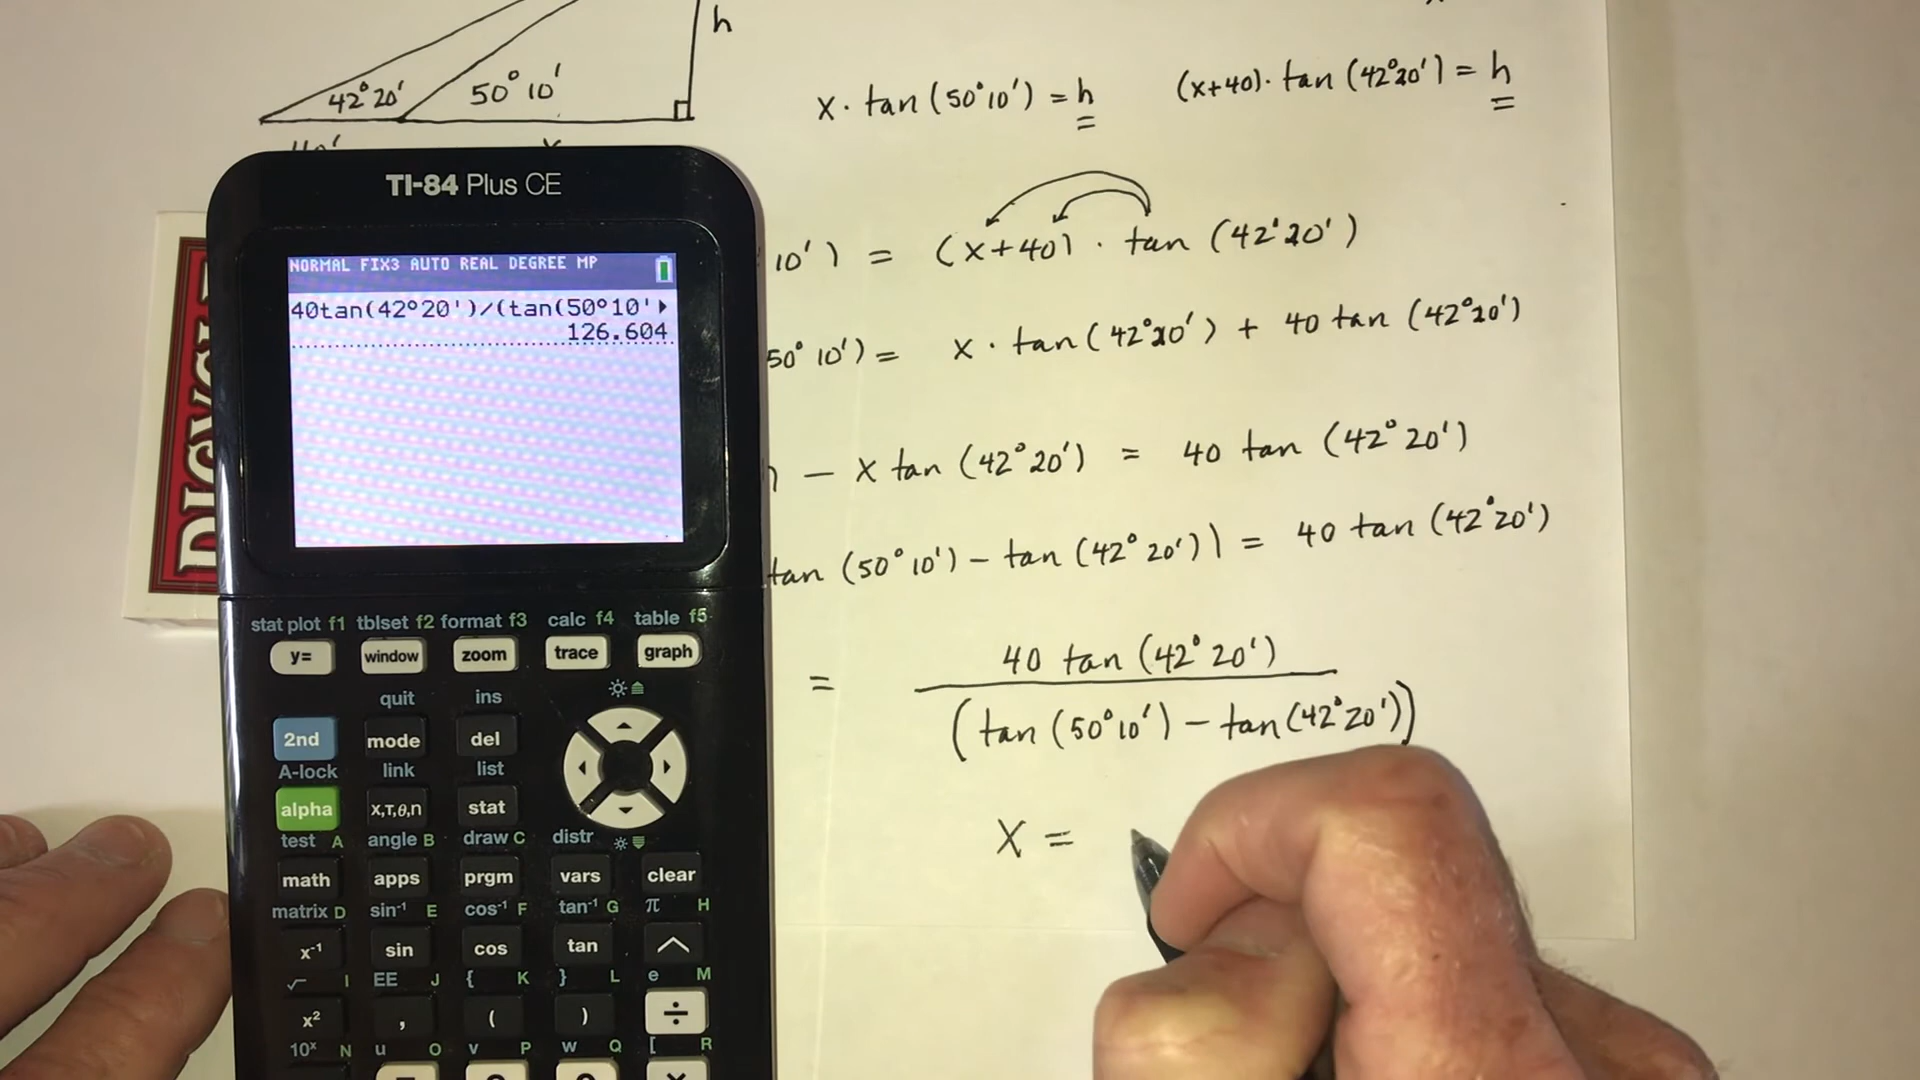 h
42°20'
50°10'
x · tan (50°10') = h
(x+40) · tan (42°20') = h
40'
x
10') = (x+40) · tan (42°20')
50°10') = x · tan (42°20') + 40 tan (42°20')
- x tan (42°20') = 40 tan (42°20')
tan (50°10') - tan (42°20')) = 40 tan (42°20')
= 40 tan (42°20')
(tan (50°10') - tan (42°20'))
X =
TI-84 Plus CE
NORMAL FIX3 AUTO REAL DEGREE MP
40tan(42°20')/(tan(50°10'
126.604
stat plot f1 tblset f2 format f3 calc f4 table f5
y= window zoom trace graph
quit ins
2nd mode del
A-lock link list
alpha X,T,θ,n stat
test A angle B draw C distr
math apps prgm vars clear
matrix D sin⁻¹ E cos⁻¹ F tan⁻¹ G π H
x⁻¹ sin cos tan ^
√ I EE J { K } L e M
x² , ( ) ÷
10ˣ N u O v P w Q [ R